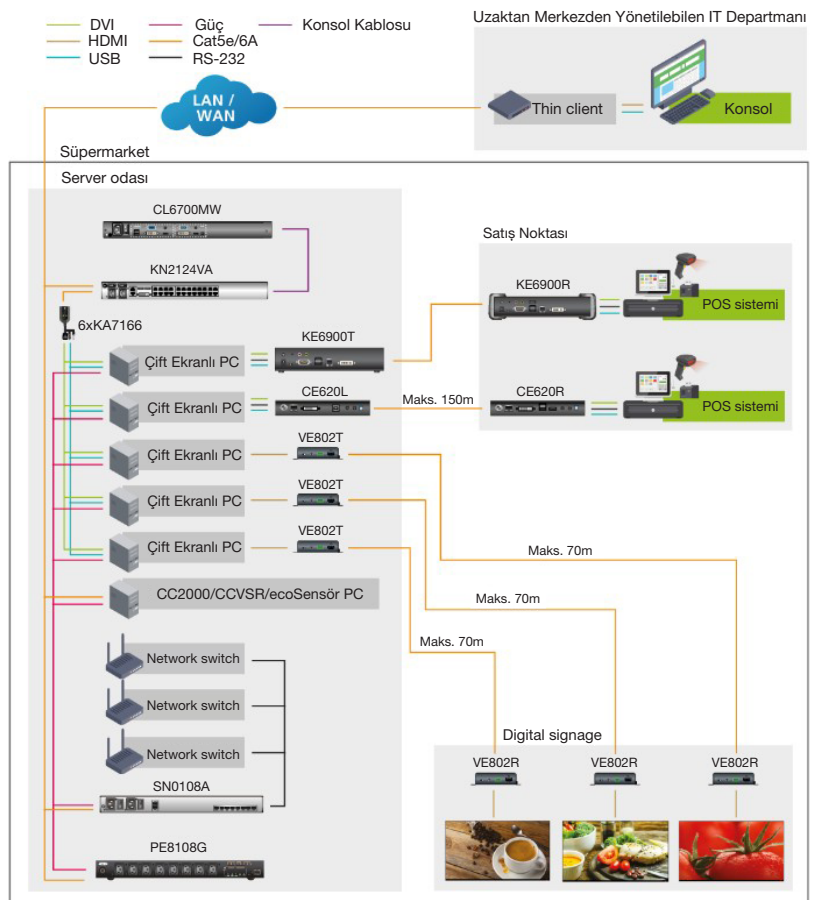 DVI
HDMI
USB
Güç
Cat5e/6A
RS-232
Konsol Kablosu
Uzaktan Merkezden Yönetilebilen IT Departmanı
LAN /
WAN
Thin client
Konsol
Süpermarket
Server odası
CL6700MW
KN2124VA
6xKA7166
Çift Ekranlı PC
KE6900T
Çift Ekranlı PC
CE620L
Maks. 150m
Çift Ekranlı PC
VE802T
Çift Ekranlı PC
VE802T
Çift Ekranlı PC
VE802T
CC2000/CCVSR/ecoSensör PC
Network switch
Network switch
Network switch
SN0108A
PE8108G
Satış Noktası
KE6900R
POS sistemi
CE620R
POS sistemi
Maks. 70m
Maks. 70m
Maks. 70m
Digital signage
VE802R
VE802R
VE802R